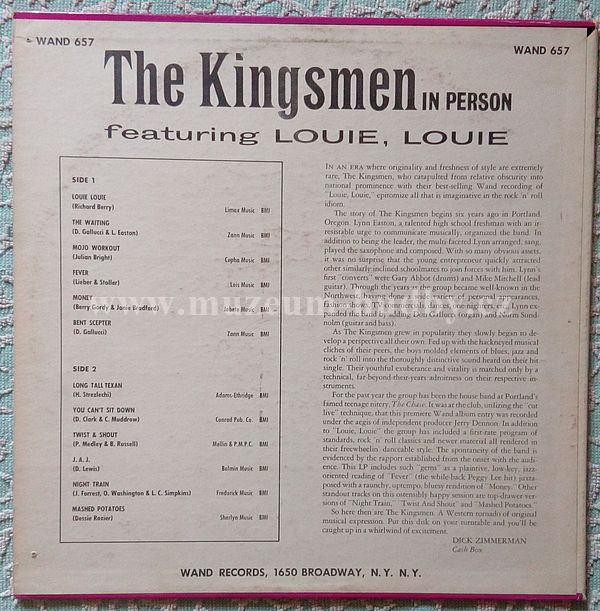 WAND 657
WAND 657
The Kingsmen IN PERSON
featuring LOUIE, LOUIE
SIDE 1
LOUIE LOUIE
(Richard Berry) Limax Music BMI
THE WAITING
(D. Gallucci & L. Easton) Zann Music BMI
MOJO WORKOUT
(Julian Bright) Cepha Music BMI
FEVER
(Lieber & Stoller) Lois Music BMI
MONEY
(Berry Gordy & Janie Bradford) Jobete Music BMI
BENT SCEPTER
(D. Gallucci) Zann Music BMI
SIDE 2
LONG TALL TEXAN
(H. Strezlechi) Adams-Ethridge BMI
YOU CAN'T SIT DOWN
(D. Clark & C. Muddrow) Conrad Pub. Co. BMI
TWIST & SHOUT
(P. Medley & B. Russell) Mellin & P.M.P.C. BMI
J. A. J.
(D. Lewis) Bolmin Music BMI
NIGHT TRAIN
(J. Forrest, O. Washington & L. C. Simpkins) Frederick Music BMI
MASHED POTATOES
(Dessie Rozier) Sherlyn Music BMI
IN AN ERA where originality and freshness of style are extremely
rare, The Kingsmen, who catapulted from relative obscurity into
national prominence with their best-selling Wand recording of
"Louie, Louie," epitomize all that is imaginative in the rock 'n' roll
idiom.
The story of The Kingsmen begins six years ago in Portland,
Oregon. Lynn Easton, a talented high school freshman with an ir-
resistable urge to communicate musically, organized the band. In
addition to being the leader, the multi-faceted Lynn arranged, sang,
played the saxophone and composed. With so many obvious assets,
it was no surprise that the young entrepreneur quickly attracted
other similarly inclined schoolmates to join forces with him. Lynn's
first "converts" were Gary Abbot (drums) and Mike Mitchell (lead
guitar). Through the years the group became well-known in the
Northwest through
fashion shows
panded the band, adding Don Gallucci (organ) and Norm Sund-
holm (guitar and bass).
As The Kingsmen grew in popularity they slowly began to de-
velop a perspective all their own. Fed up with the hackneyed musical
cliches of their peers, the boys molded elements of blues, jazz and
rock 'n' roll into the thoroughly distinctive sound heard on their hit
single. Their youthful exuberance and vitality is matched only by a
technical, far-beyond-their-years adroitness on their respective in-
struments.
For the past year the group has been the house band at Portland's
famed teenage nitery, The Chase. It was at the club, utilizing the "cut
live" technique, that this premiere Wand album entry was recorded
under the aegis of independent producer Jerry Dennon. In addition
to "Louie, Louie" the group has included a first-rate program of
standards, rock 'n' roll classics and newer material all rendered in
their freewheelin' danceable style. The spontaneity of the band is
evidenced by the rapport established from the onset with the audi-
ence. This LP includes such "gems" as a plaintive, low-key, jazz-
oriented reading of "Fever" (the while-back Peggy Lee hit) juxta-
posed with a raunchy, uptempo, bluesy rendition of "Money." Other
standout tracks on this ostensibly happy session are top-drawer ver-
sions of "Night Train," "Twist And Shout" and "Mashed Potatoes."
So here then are The Kingsmen. A Western tornado of original
musical expression. Put this disk on your turntable and you'll be
caught up in a whirlwind of excitement.
DICK ZIMMERMAN
Cash Box
WAND RECORDS, 1650 BROADWAY, N. Y. N. Y.